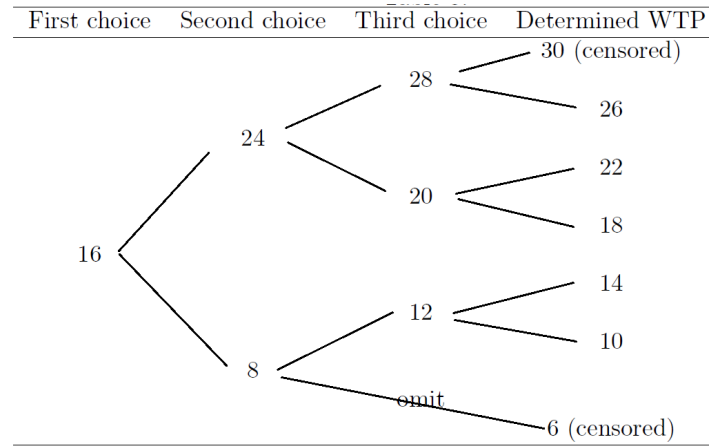 First choice Second choice Third choice Determined WTP
30 (censored)
28
26
24
22
20
18
16
14
12
10
8
omit
6 (censored)